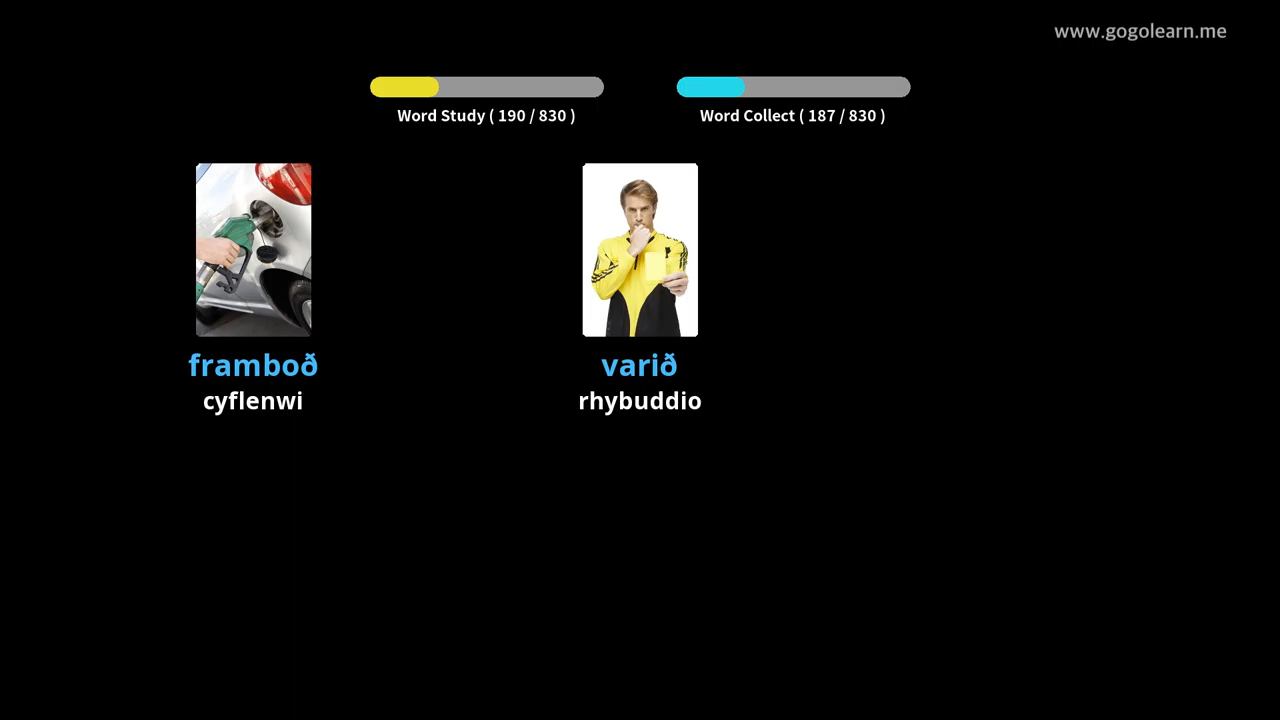 www.gogolearn.me
Word Study ( 190 / 830 )
Word Collect ( 187 / 830 )
framboð
cyflenwi
varið
rhybuddio